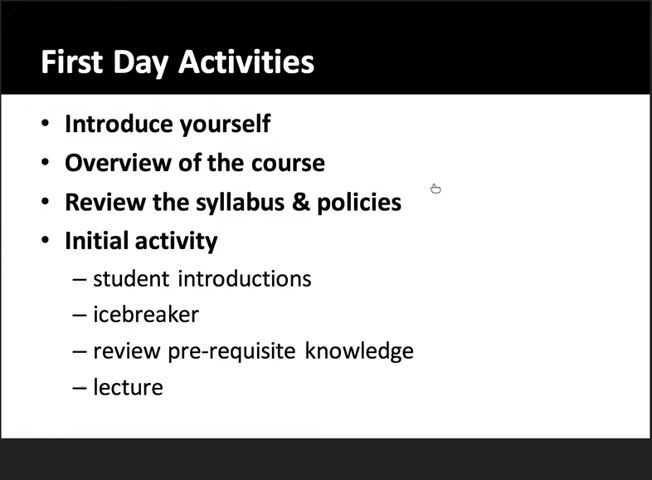 First Day Activities
• Introduce yourself
• Overview of the course
• Review the syllabus & policies
• Initial activity
– student introductions
– icebreaker
– review pre-requisite knowledge
– lecture